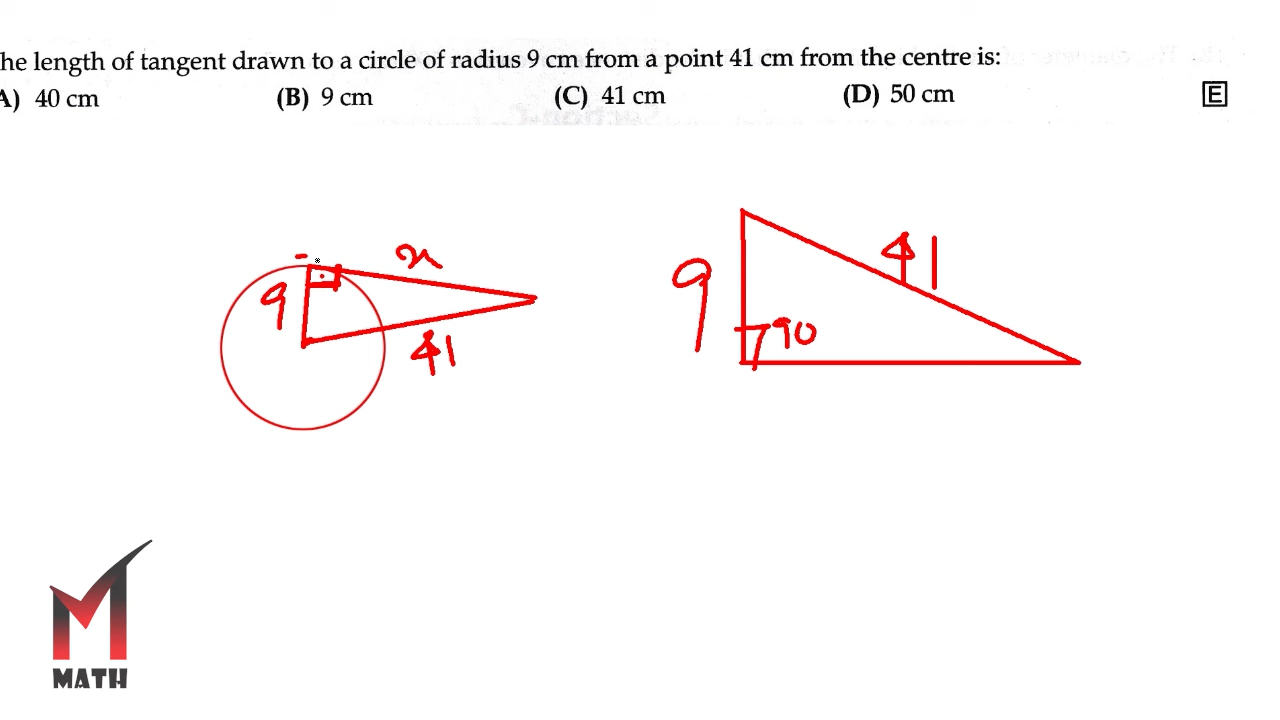 he length of tangent drawn to a circle of radius 9 cm from a point 41 cm from the centre is:
A) 40 cm (B) 9 cm (C) 41 cm (D) 50 cm E
x
9
41
41
9
90
MATH